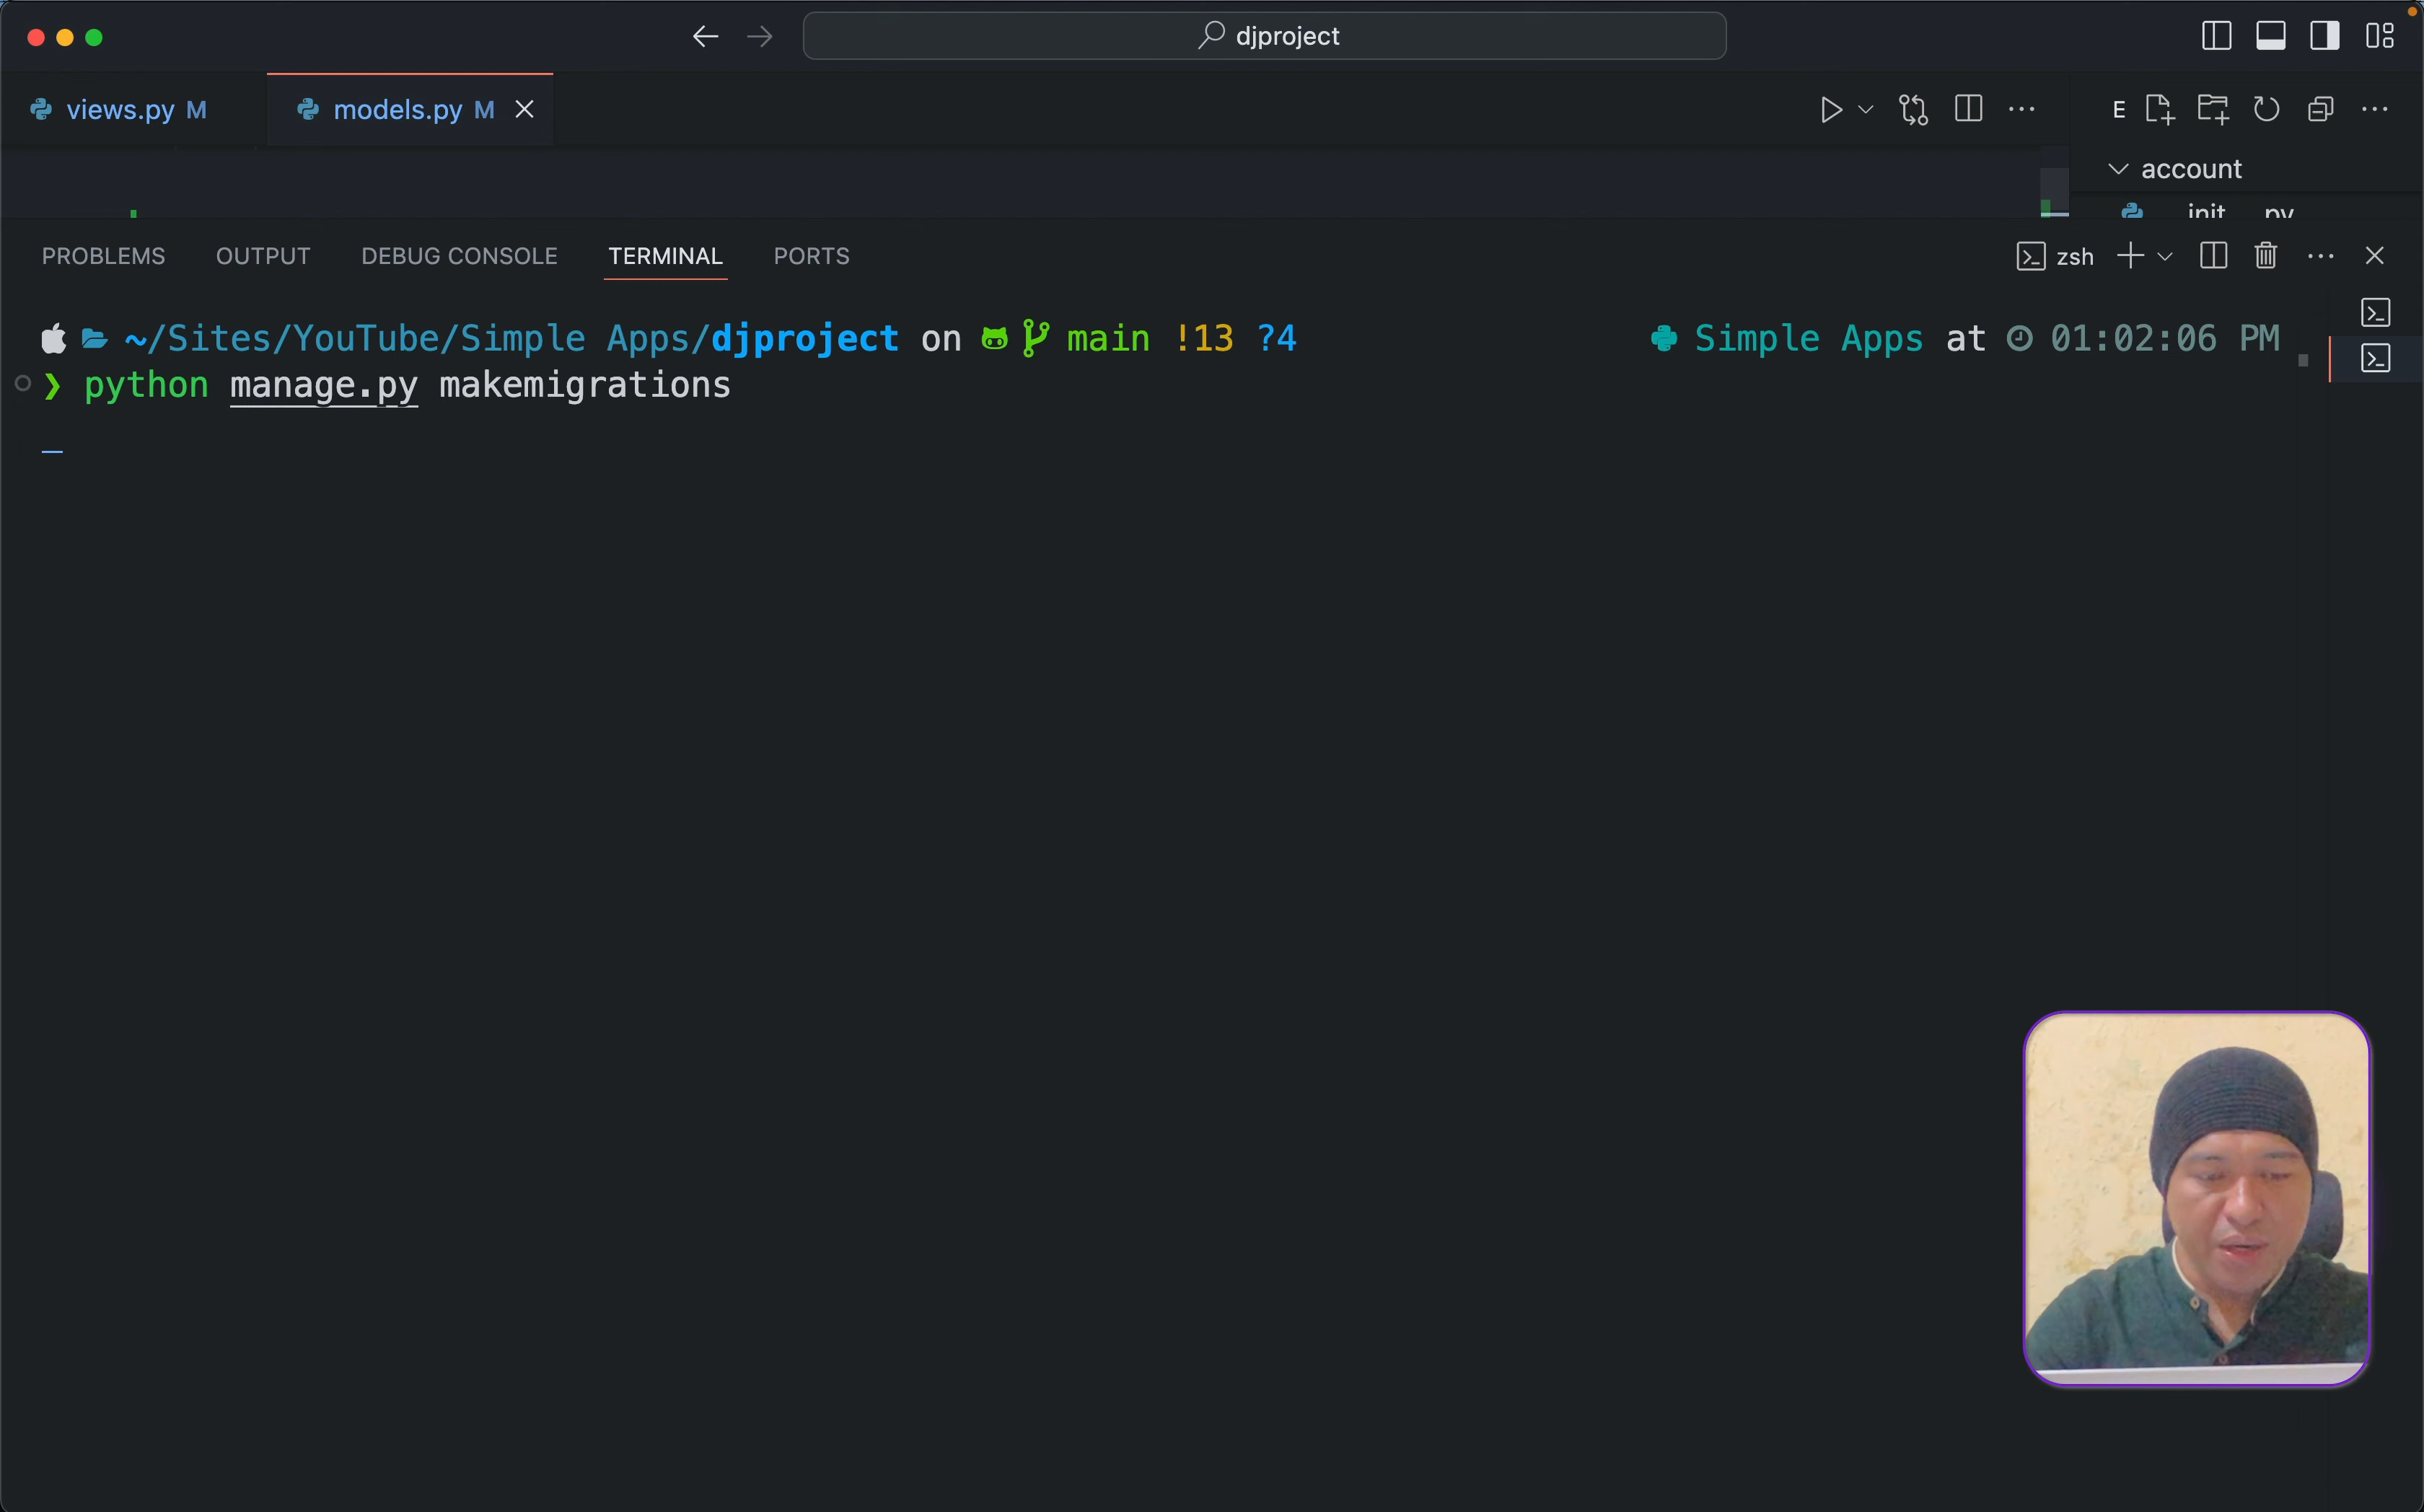 djproject
views.py M
models.py M
E
account
PROBLEMS
OUTPUT
DEBUG CONSOLE
TERMINAL
PORTS
zsh
~/Sites/YouTube/Simple Apps/djproject on main !13 ?4
Simple Apps at 01:02:06 PM
❯ python manage.py makemigrations